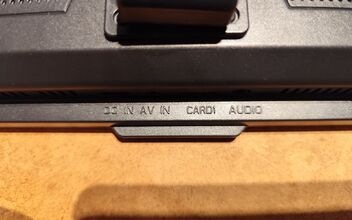 DC IN AV IN CARD1 AUDIO